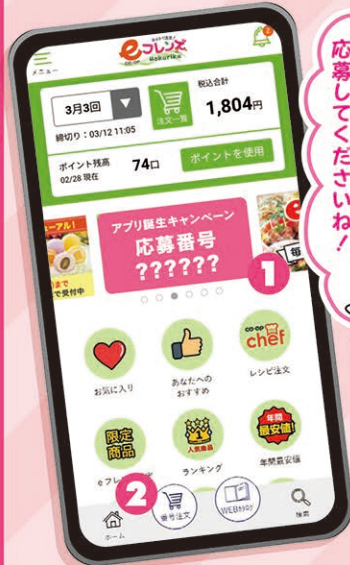 応募してくださいね！
eフレンズ
Hokuriku
メニュー
3月3回
注文一覧
税込合計
1,804円
締切り：03/12 11:05
ポイント残高
74口
02/28 現在
ポイントを使用
アプリ誕生キャンペーン
応募番号
??????
で受付中
1
お気に入り
あなたへの
おすすめ
co-op
chef
レシピ注文
限定
商品
人気商品
ランキング
年間
最安値!
年間最安値
2
ホーム
番号注文
WEBカタログ
検索